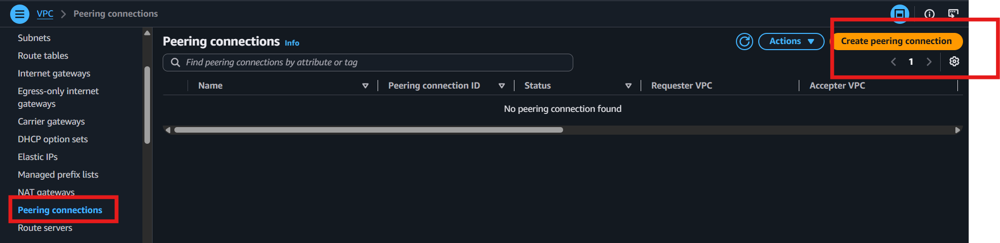 VPC > Peering connections
Subnets
Route tables
Internet gateways
Egress-only internet
gateways
Carrier gateways
DHCP option sets
Elastic IPs
Managed prefix lists
NAT gateways
Peering connections
Route servers
Peering connections Info
Actions
Create peering connection
Find peering connections by attribute or tag
1
Name Peering connection ID Status Requester VPC Accepter VPC
No peering connection found